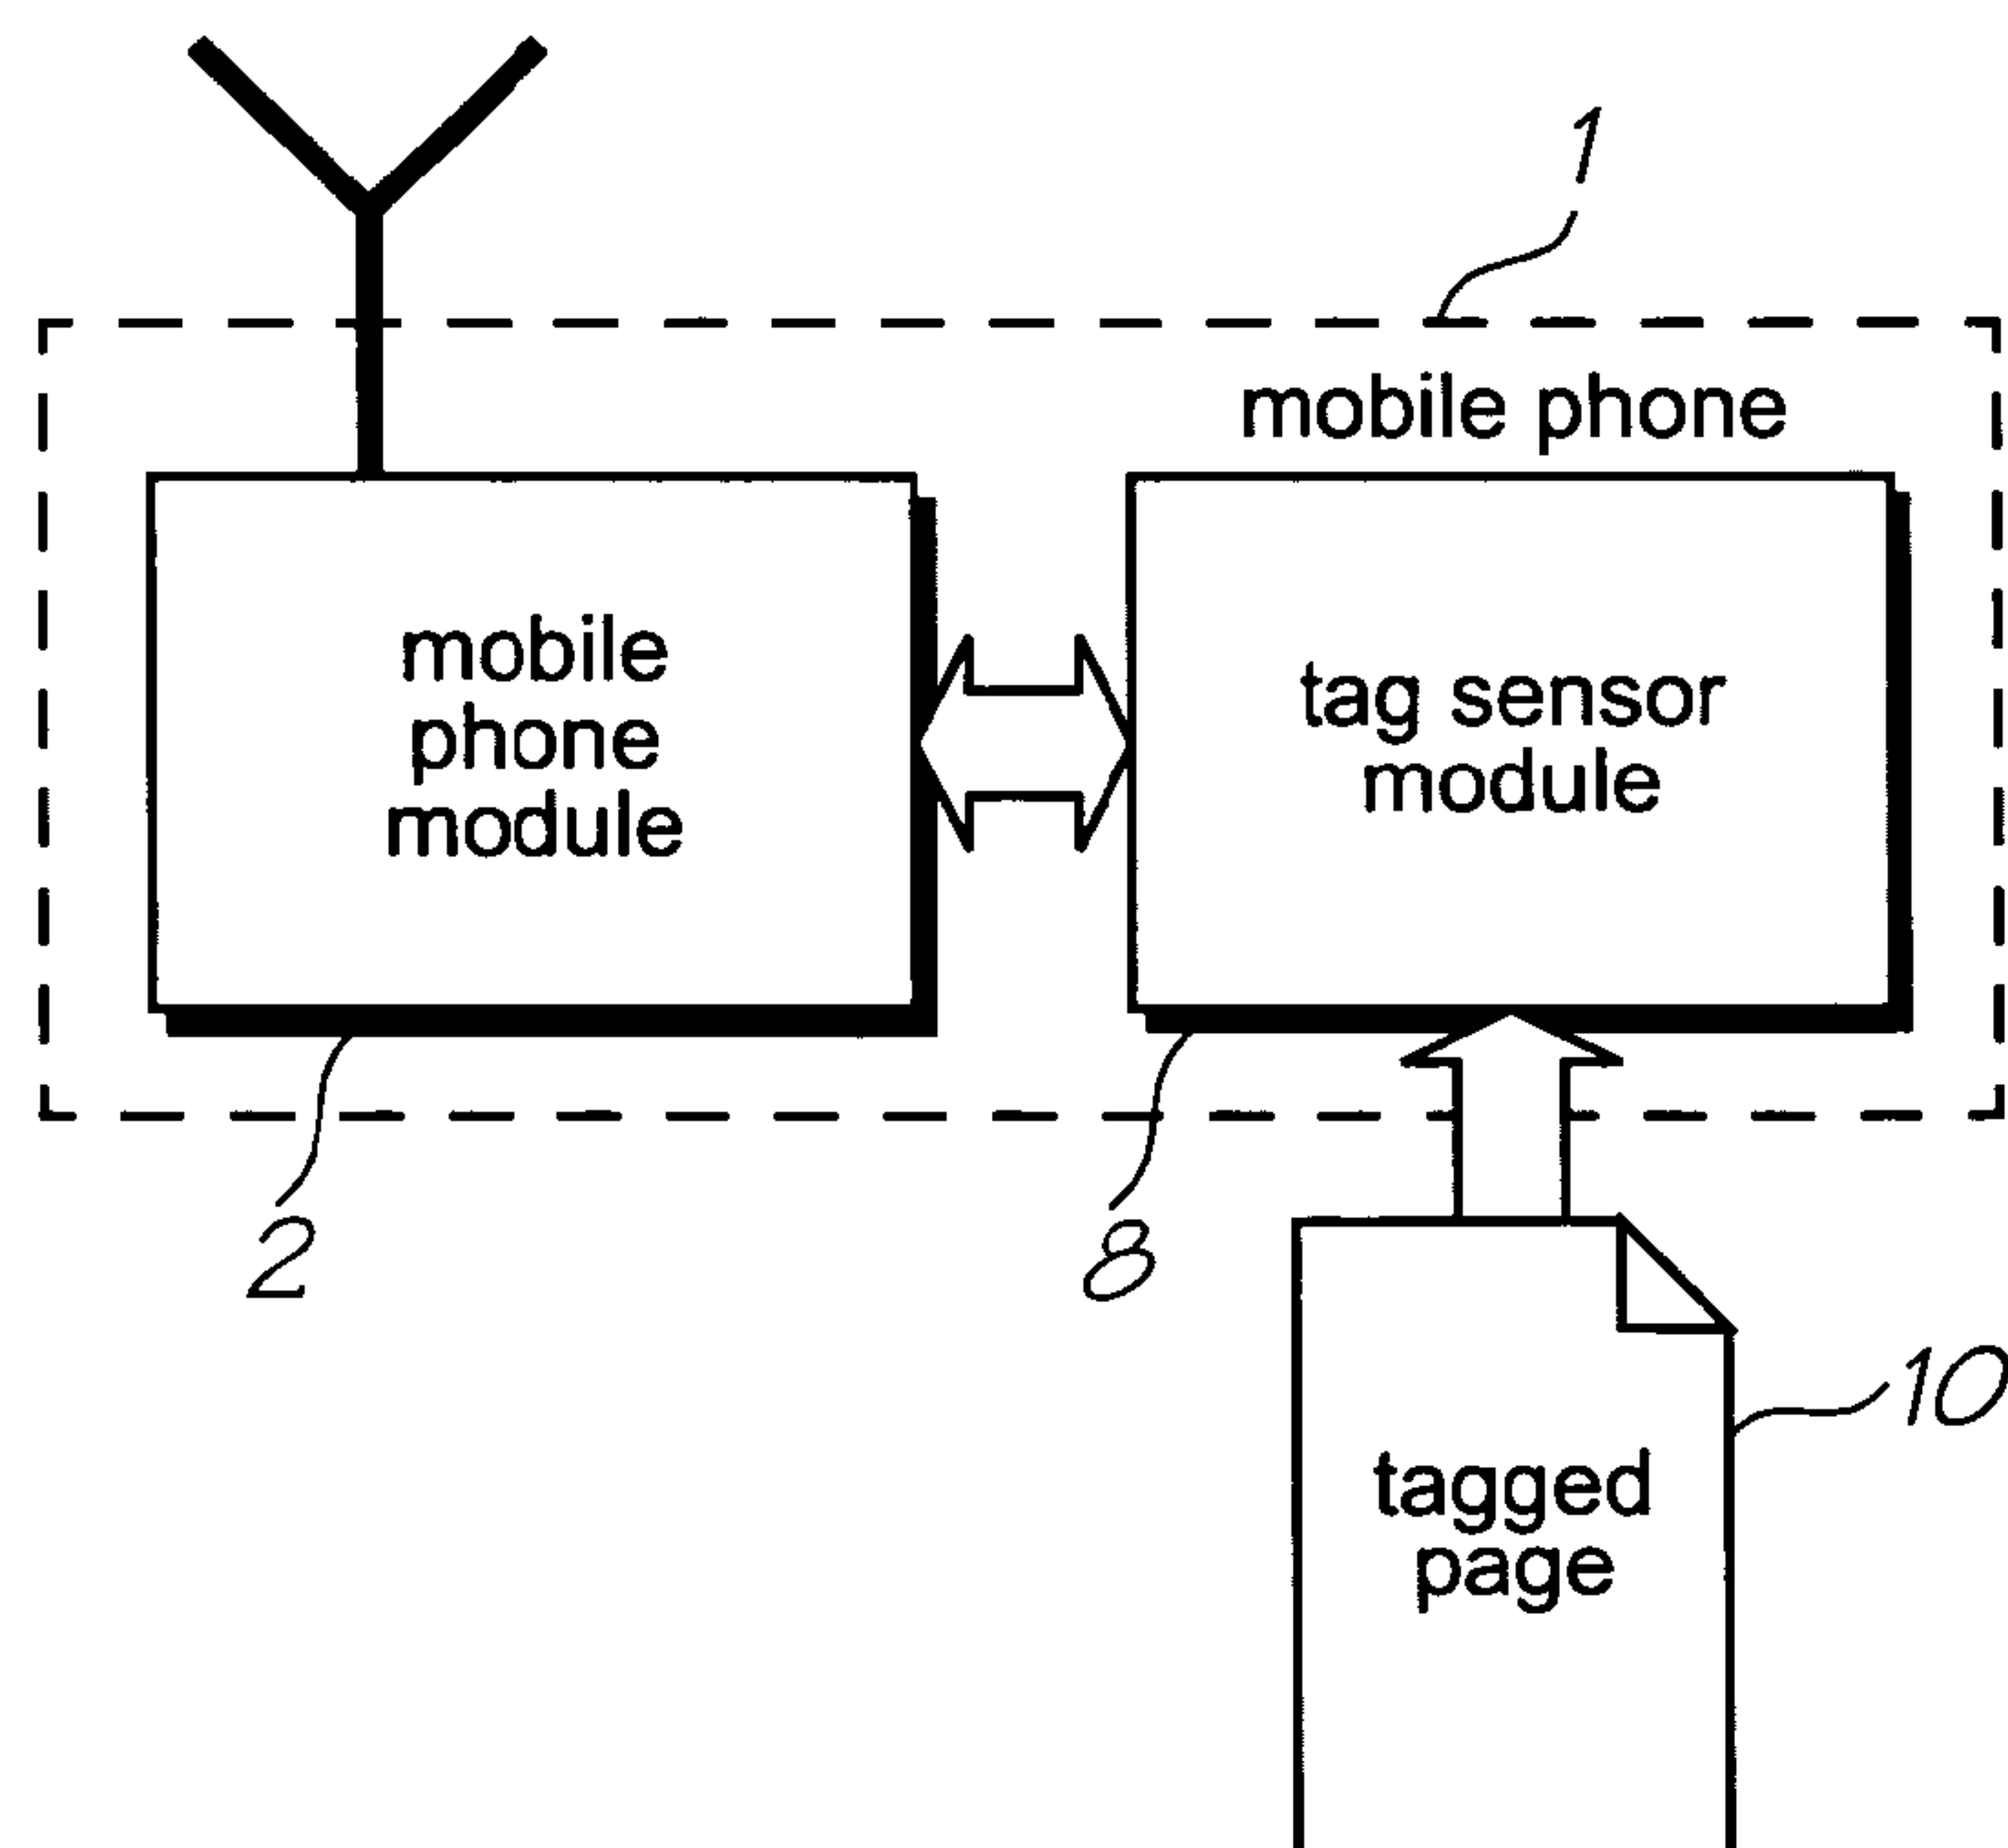 1
mobile phone
mobile
phone
module
tag sensor
module
2
8
10
tagged
page